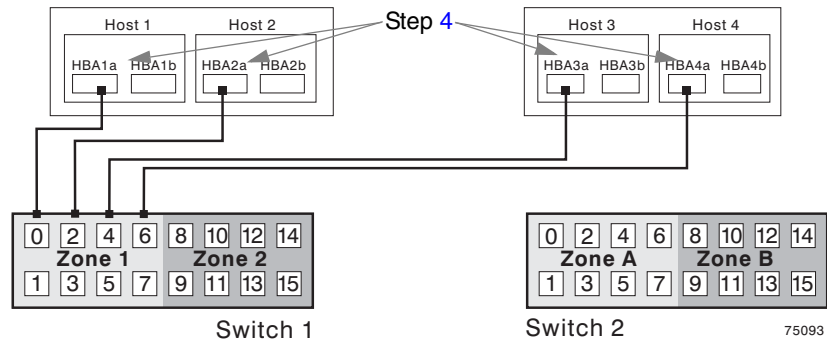 Host 1 Host 2 Step 4 Host 3 Host 4
HBA1a HBA1b HBA2a HBA2b HBA3a HBA3b HBA4a HBA4b
0 2 4 6 8 10 12 14 0 2 4 6 8 10 12 14
Zone 1 Zone 2 Zone A Zone B
1 3 5 7 9 11 13 15 1 3 5 7 9 11 13 15
Switch 1 Switch 2 75093